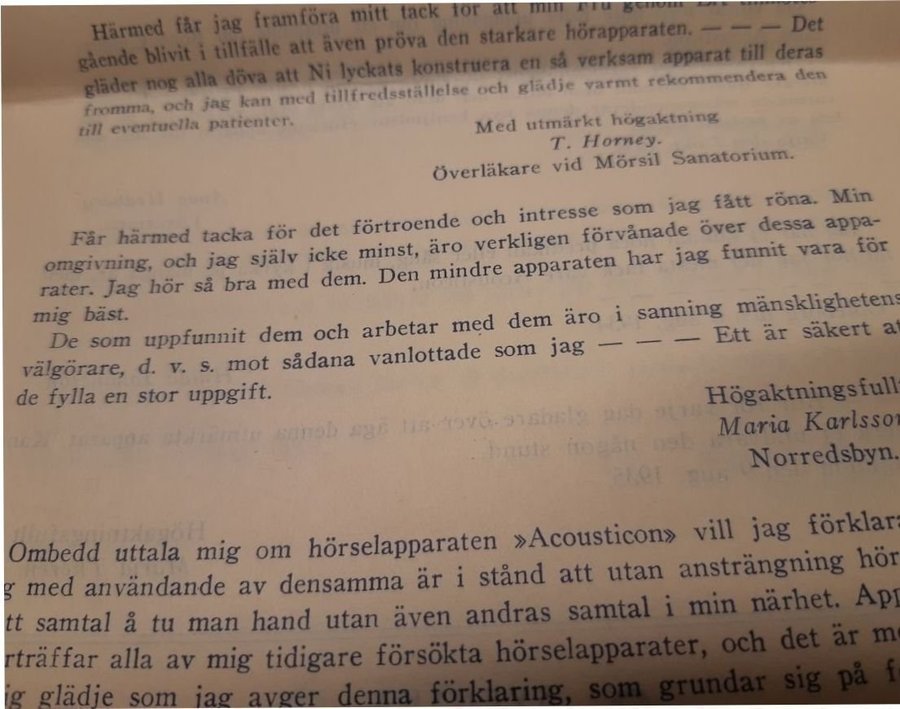 Härmed får jag framföra mitt tack för att min Fru genom
gående blivit i tillfälle att även pröva den starkare hörapparaten. — — — Det
gläder nog alla döva att Ni lyckats konstruera en så verksam apparat till deras
fromma, och jag kan med tillfredsställelse och glädje varmt rekommendera den
till eventuella patienter.
Med utmärkt högaktning
T. Horney.
Överläkare vid Mörsil Sanatorium.
Får härmed tacka för det förtroende och intresse som jag fått röna. Min
omgivning, och jag själv icke minst, äro verkligen förvånade över dessa appa-
rater. Jag hör så bra med dem. Den mindre apparaten har jag funnit vara för
mig bäst.
De som uppfunnit dem och arbetar med dem äro i sanning mänsklighetens
välgörare, d. v. s. mot sådana vanlottade som jag — — — Ett är säkert at
de fylla en stor uppgift.
Högaktningsfull
Maria Karlsso
Norredsbyn.
Ombedd uttala mig om hörselapparaten »Acousticon» vill jag förklara
g med användande av densamma är i stånd att utan ansträngning hör
tt samtal å tu man hand utan även andras samtal i min närhet. App
rträffar alla av mig tidigare försökta hörselapparater, och det är m
ig glädje som jag avger denna förklaring, som grundar sig på f